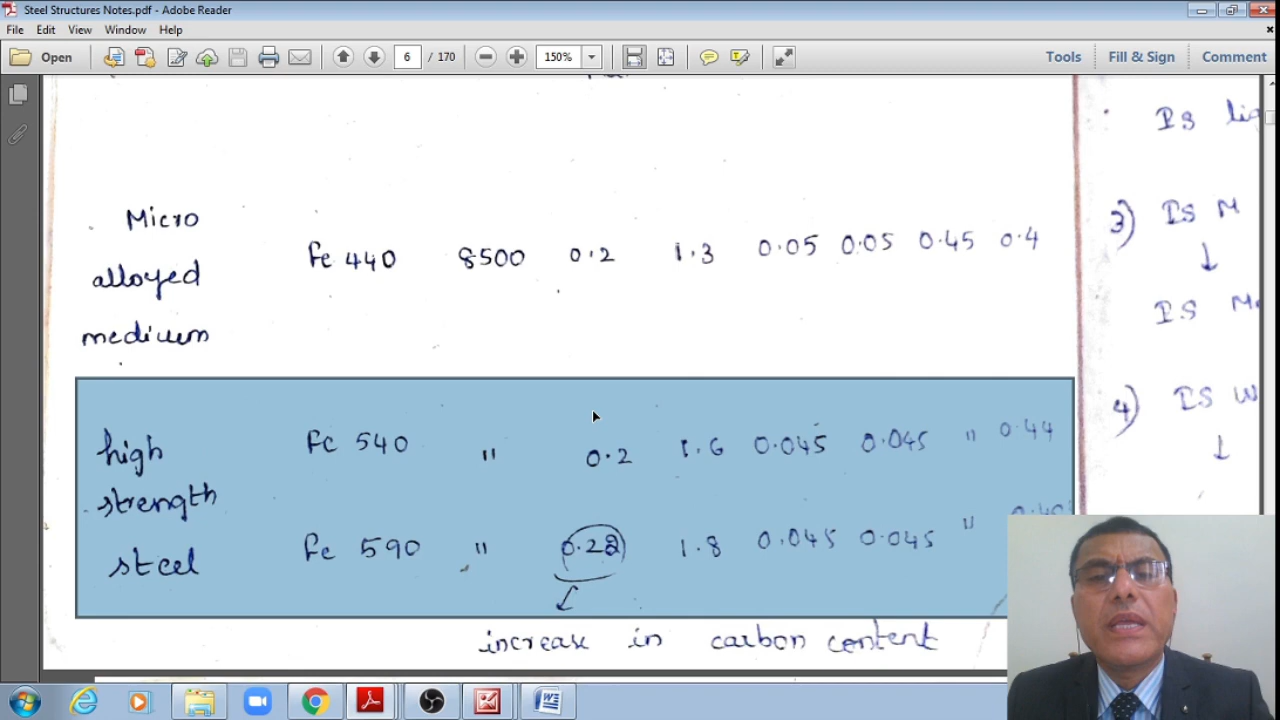 Steel Structures Notes.pdf - Adobe Reader
File Edit View Window Help
Open 6 / 170 150% Tools Fill & Sign Comment
Micro
alloyed
medium
Fe 440 8500 0.2 1.3 0.05 0.05 0.45 0.4
high
strength
steel
Fe 540 " 0.2 1.6 0.045 0.045 " 0.44
Fe 590 " 0.22 1.8 0.045 0.045 "
increase in carbon content
IS
3) IS M
↓
IS
4) IS W
↓